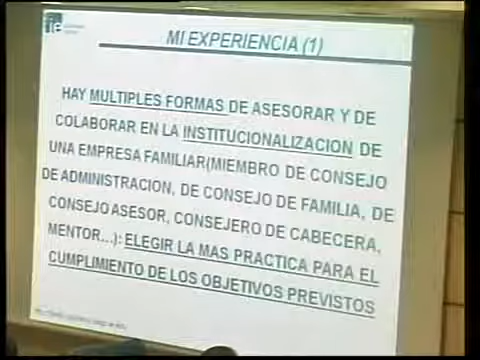 MI EXPERIENCIA (1)
HAY MULTIPLES FORMAS DE ASESORAR Y DE
COLABORAR EN LA INSTITUCIONALIZACION DE
UNA EMPRESA FAMILIAR(MIEMBRO DE CONSEJO
DE ADMINISTRACION, DE CONSEJO DE FAMILIA, DE
CONSEJO ASESOR, CONSEJERO DE CABECERA,
MENTOR...): ELEGIR LA MAS PRACTICA PARA EL
CUMPLIMIENTO DE LOS OBJETIVOS PREVISTOS